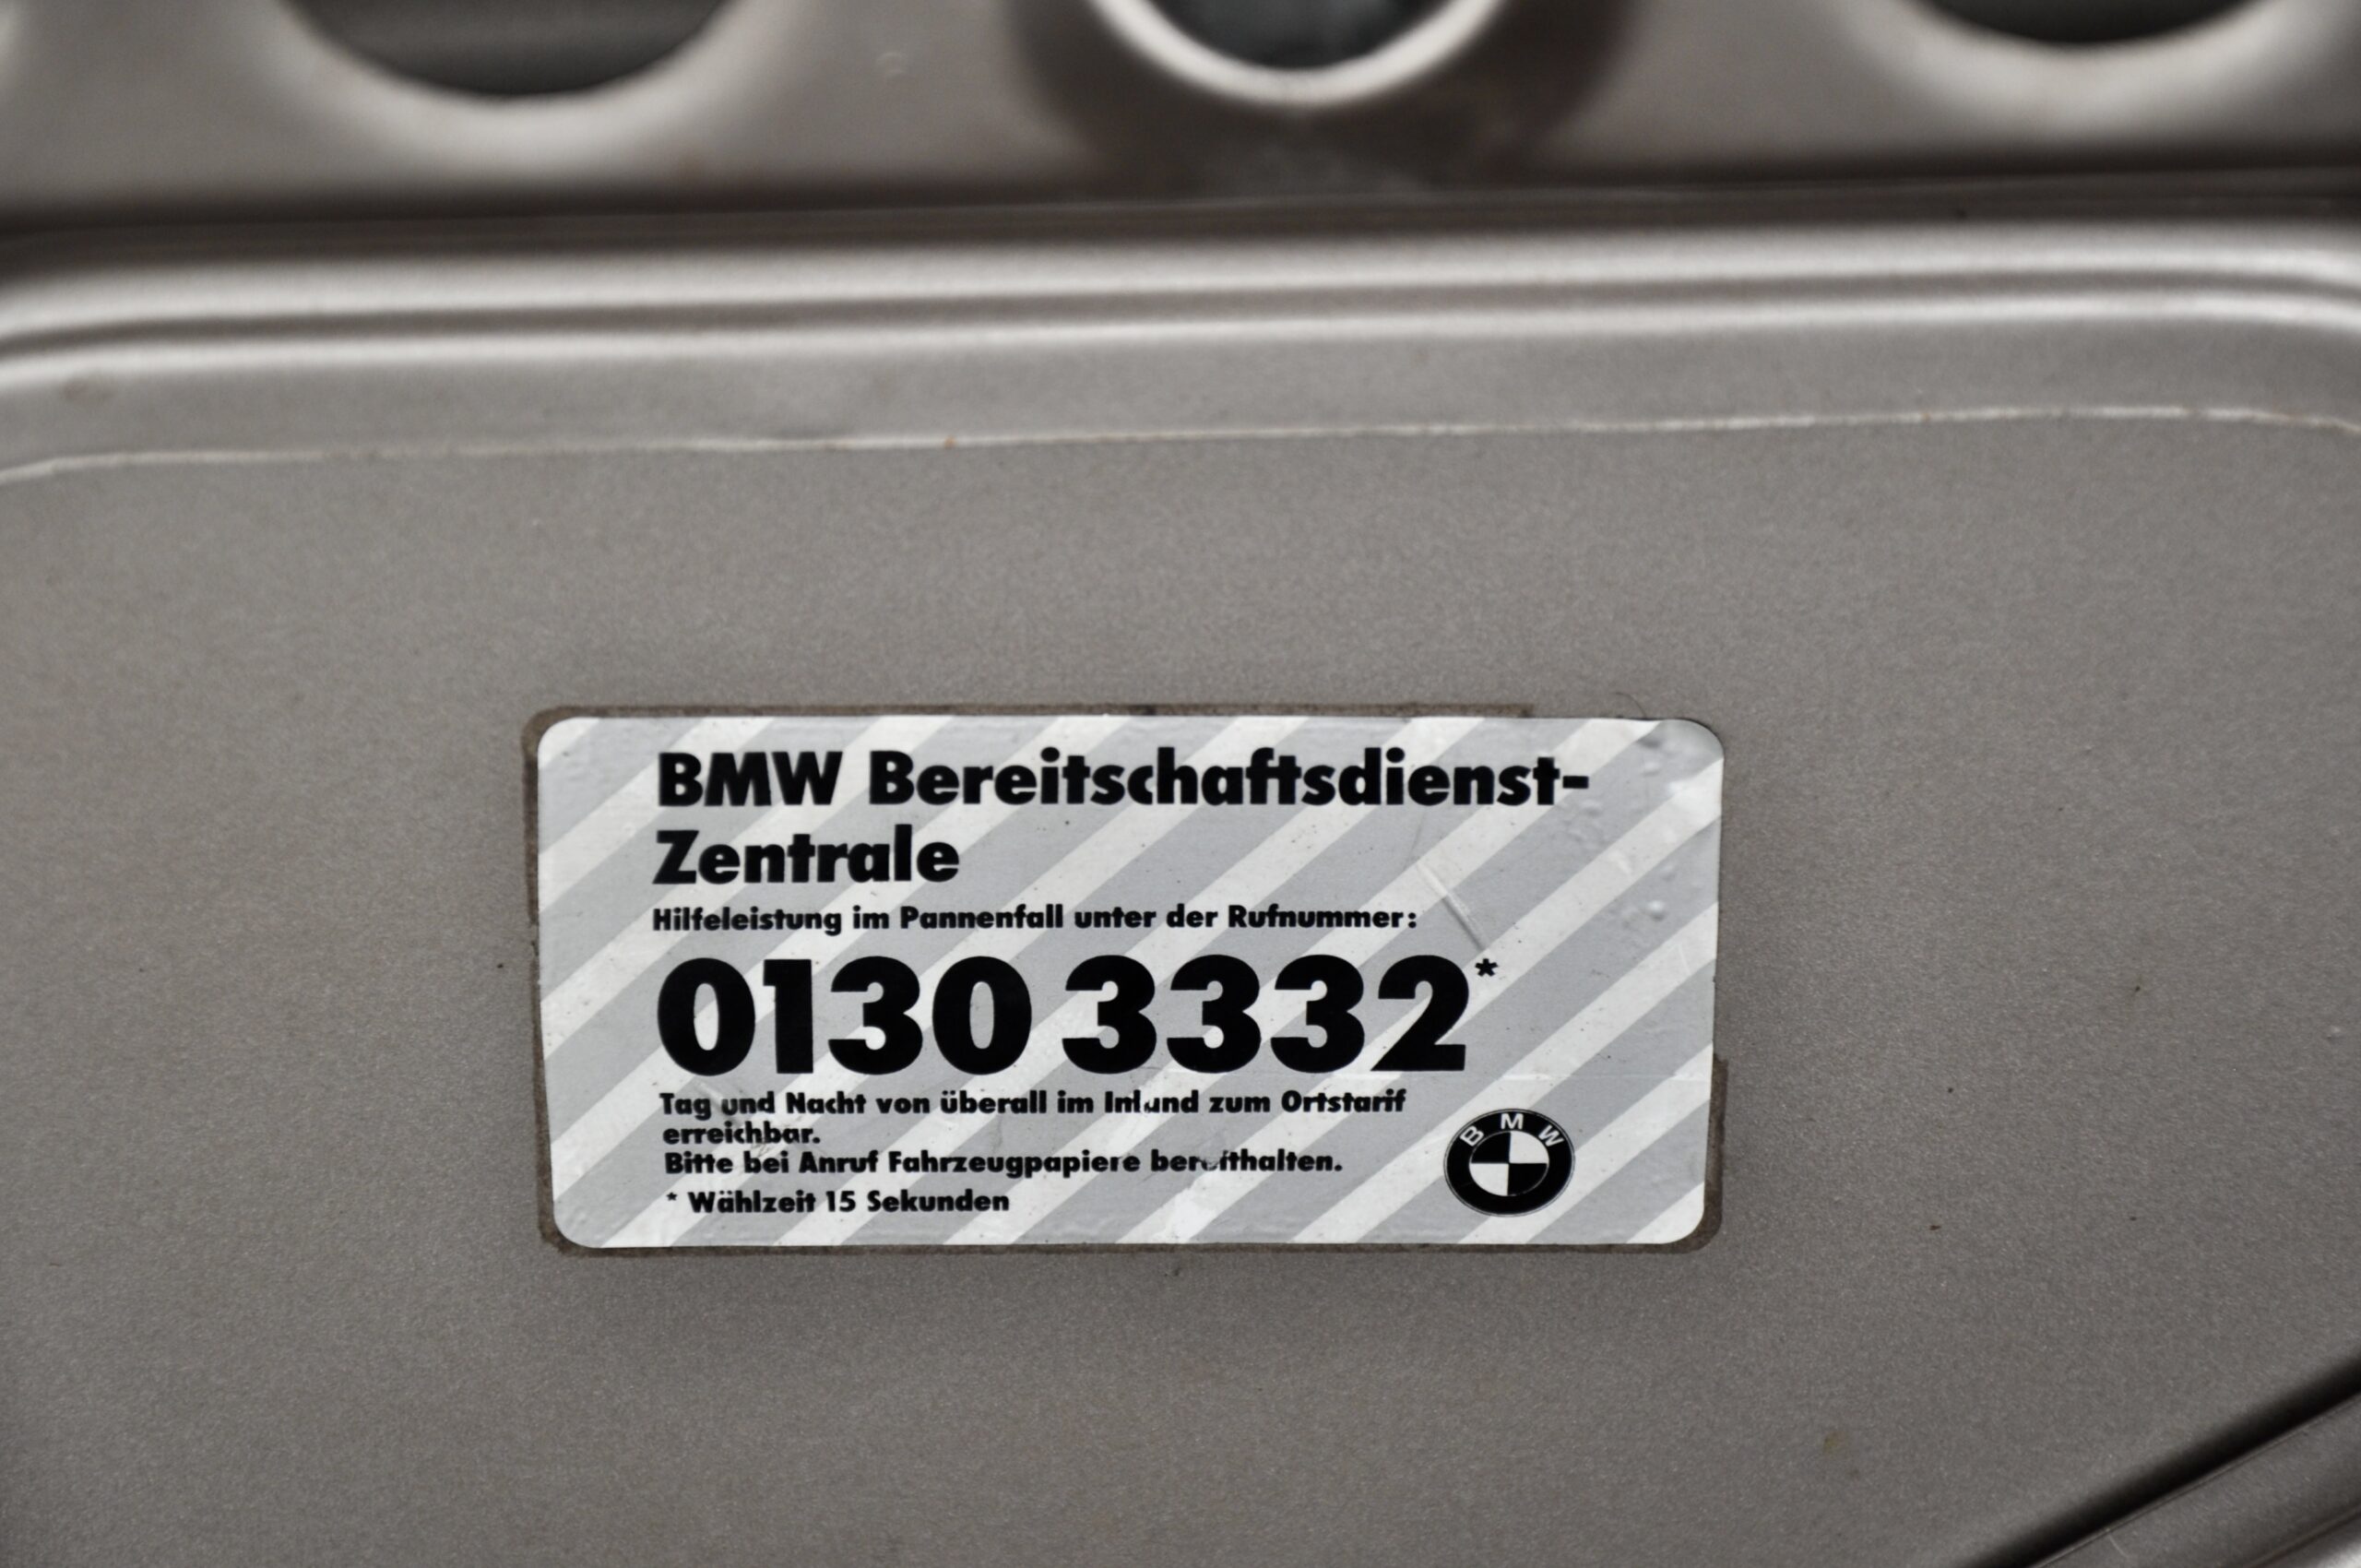 BMW Bereitschaftsdienst-
Zentrale
Hilfeleistung im Pannenfall unter der Rufnummer:
0130 3332*
Tag und Nacht von überall im Inland zum Ortstarif
erreichbar.
Bitte bei Anruf Fahrzeugpapiere bereithalten.
* Wählzeit 15 Sekunden
BMW